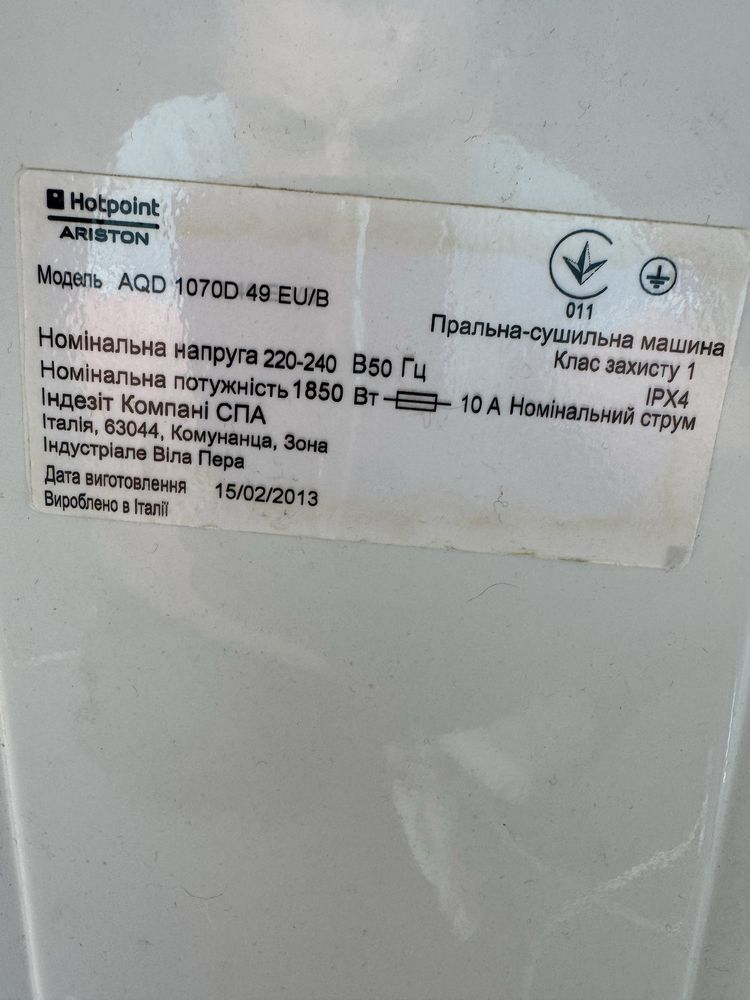 Hotpoint
ARISTON
Модель AQD 1070D 49 EU/B
011
Пральна-сушильна машина
Клас захисту 1
IPX4
Номінальна напруга 220-240 В50 Гц
Номінальна потужність 1850 Вт 10 А Номінальний струм
Індезіт Компані СПА
Італія, 63044, Комунанца, Зона
Індустріале Віла Пера
Дата виготовлення 15/02/2013
Вироблено в Італії